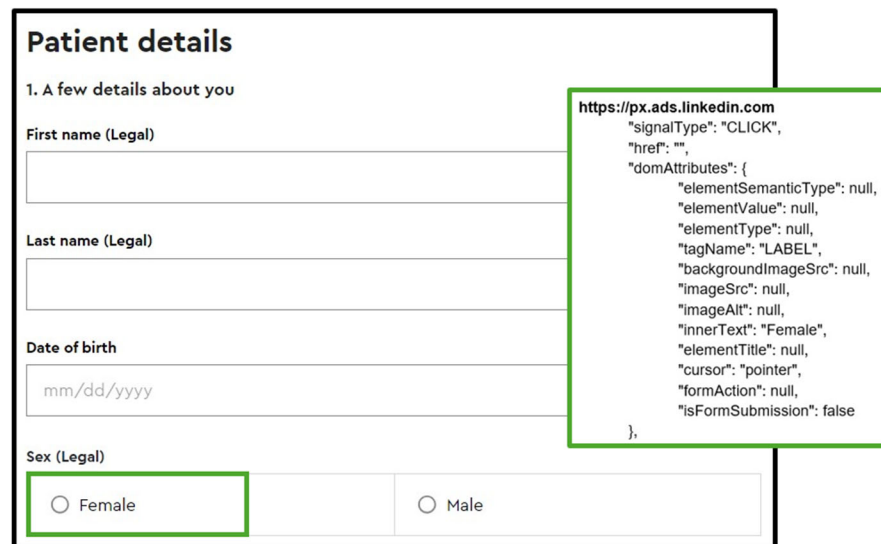 Patient details
1. A few details about you
First name (Legal)
Last name (Legal)
Date of birth
mm/dd/yyyy
Sex (Legal)
Female
Male
https://px.ads.linkedin.com
"signalType": "CLICK",
"href": "",
"domAttributes": {
"elementSemanticType": null,
"elementValue": null,
"elementType": null,
"tagName": "LABEL",
"backgroundImageSrc": null,
"imageSrc": null,
"imageAlt": null,
"innerText": "Female",
"elementTitle": null,
"cursor": "pointer",
"formAction": null,
"isFormSubmission": false
},